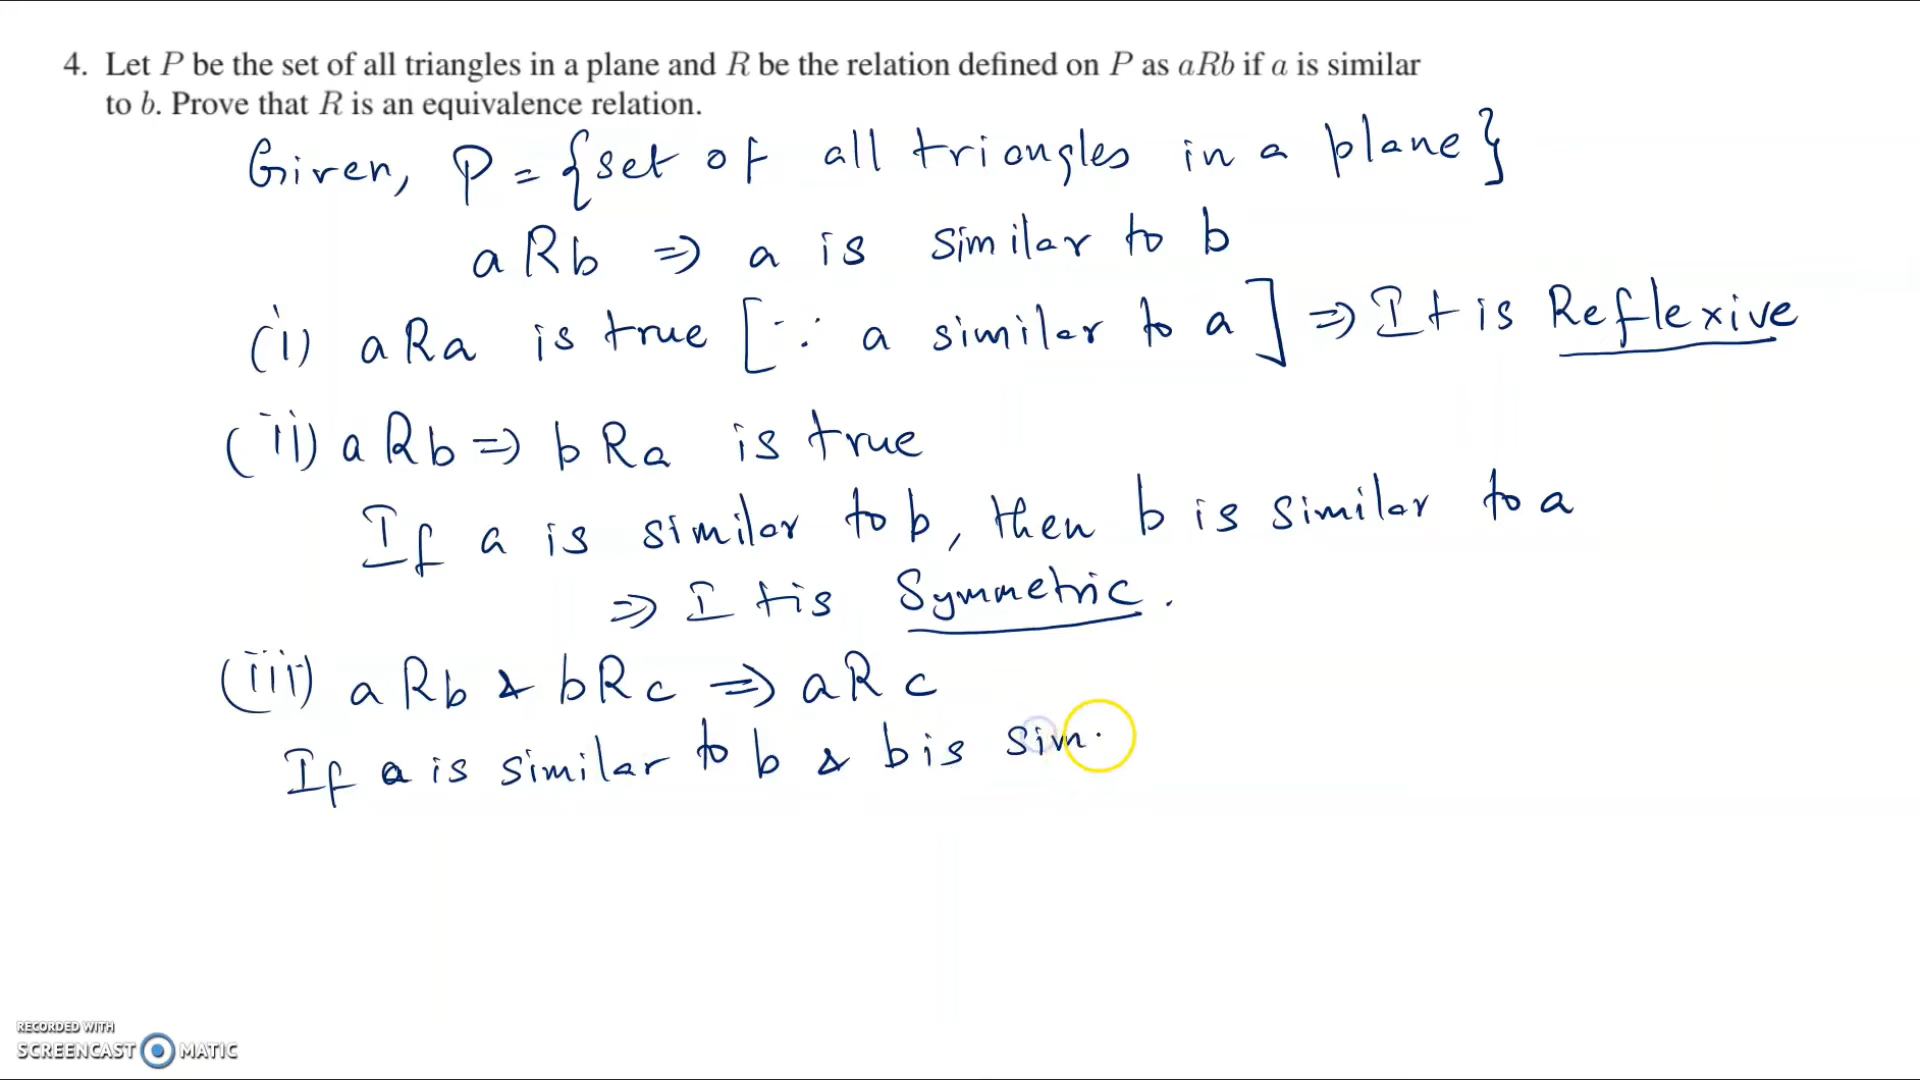 4. Let P be the set of all triangles in a plane and R be the relation defined on P as aRb if a is similar
to b. Prove that R is an equivalence relation.
Given, P = {set of all triangles in a plane}
aRb ⇒ a is similar to b
(i) aRa is true [∵ a similar to a] ⇒ It is Reflexive
(ii) aRb ⇒ bRa is true
If a is similar to b, then b is similar to a
⇒ It is Symmetric.
(iii) aRb & bRc ⇒ aRc
If a is similar to b & b is sim
RECORDED WITH
SCREENCAST MATIC